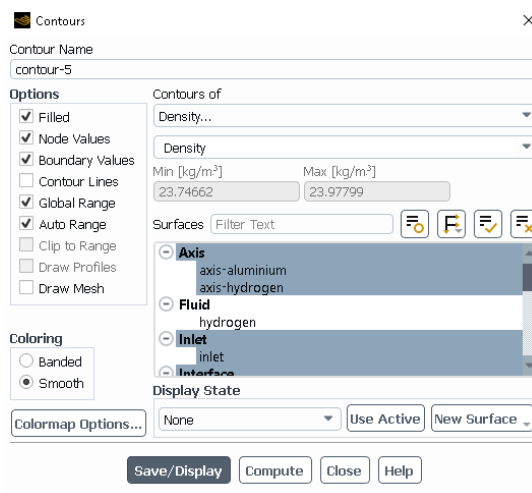 Contours
Contour Name
contour-5
Options
Filled
Node Values
Boundary Values
Contour Lines
Global Range
Auto Range
Clip to Range
Draw Profiles
Draw Mesh
Coloring
Banded
Smooth
Colormap Options...
Contours of
Density...
Density
Min [kg/m³] Max [kg/m³]
23.74662 23.97799
Surfaces Filter Text
Axis
axis-aluminium
axis-hydrogen
Fluid
hydrogen
Inlet
inlet
Interface
Display State
None Use Active New Surface
Save/Display Compute Close Help